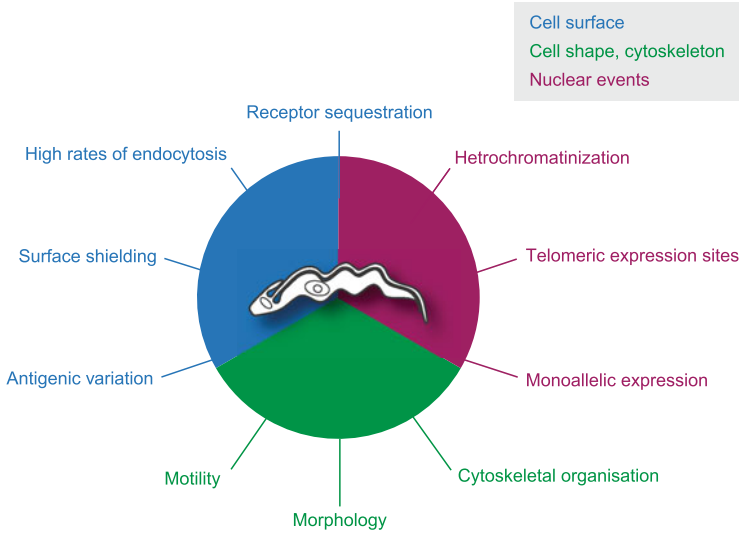 Cell surface
Cell shape, cytoskeleton
Nuclear events
Receptor sequestration
High rates of endocytosis
Hetrochromatinization
Surface shielding
Telomeric expression sites
Antigenic variation
Monoallelic expression
Motility
Cytoskeletal organisation
Morphology